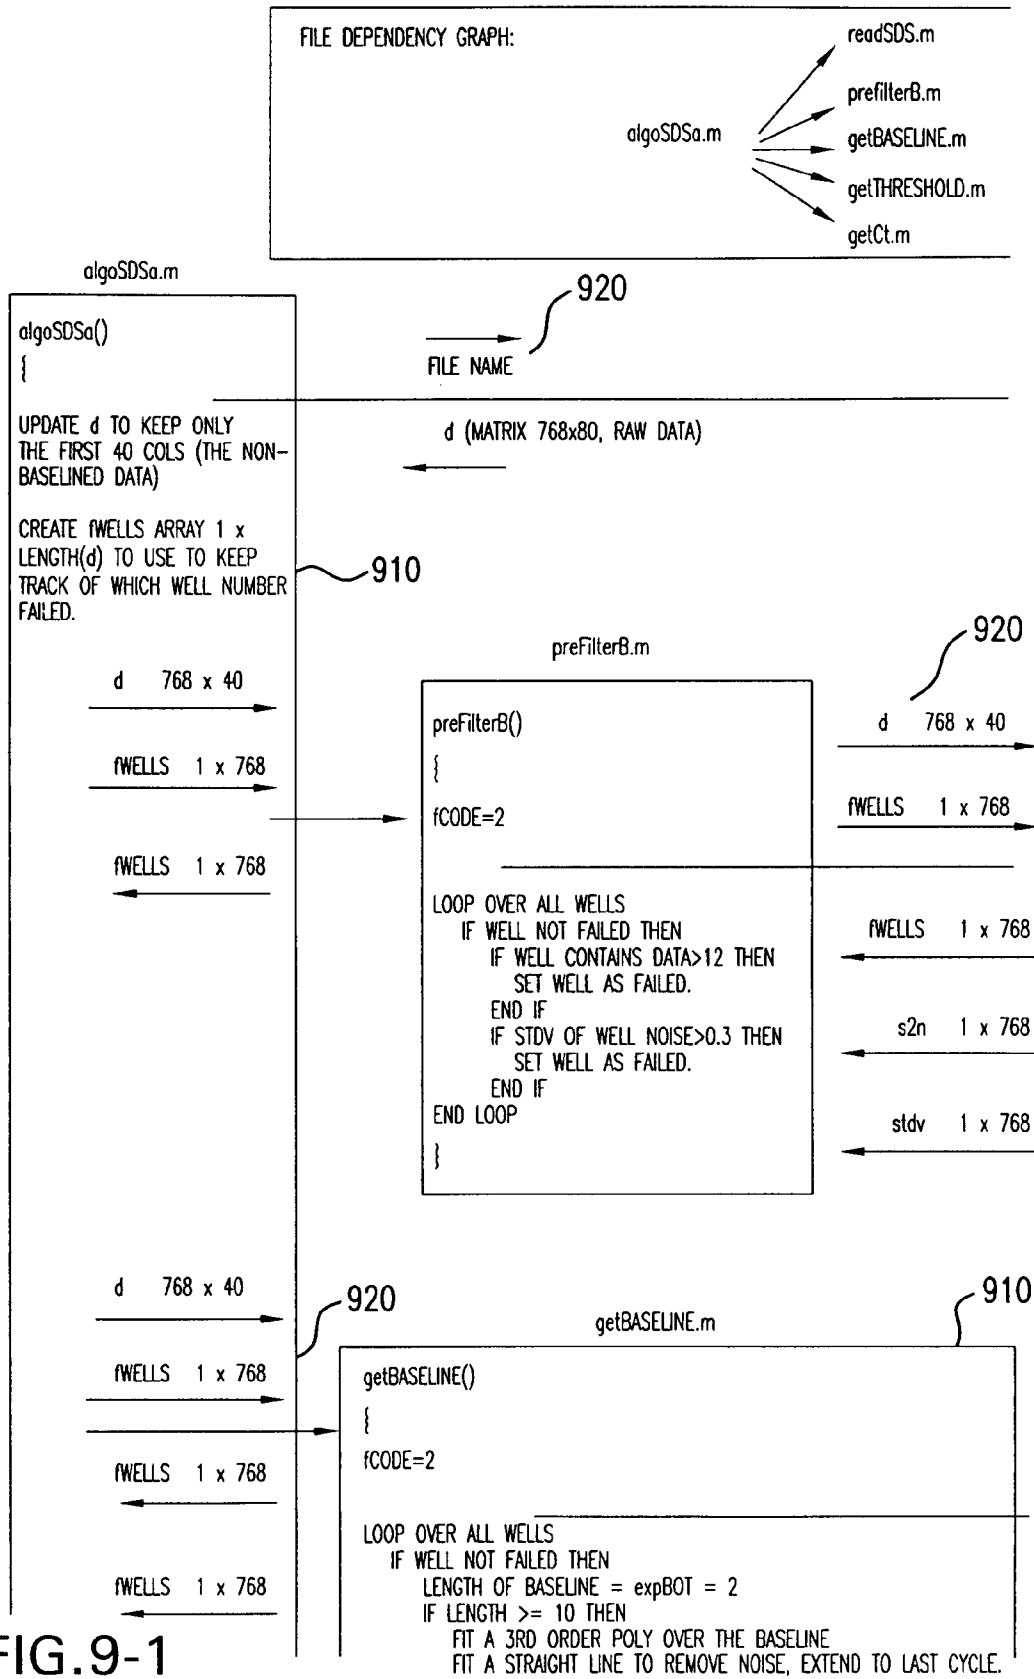 FILE DEPENDENCY GRAPH:
readSDS.m
prefilterB.m
algoSDSa.m
getBASELINE.m
getTHRESHOLD.m
getCt.m
algoSDSa.m
920
algoSDSa()
{
FILE NAME
UPDATE d TO KEEP ONLY
THE FIRST 40 COLS (THE NON-
BASELINED DATA)
d (MATRIX 768x80, RAW DATA)
CREATE fWELLS ARRAY 1 x
LENGTH(d) TO USE TO KEEP
TRACK OF WHICH WELL NUMBER
FAILED.
910
preFilterB.m
920
d 768 x 40
fWELLS 1 x 768
fWELLS 1 x 768
preFilterB()
{
fCODE=2
LOOP OVER ALL WELLS
IF WELL NOT FAILED THEN
IF WELL CONTAINS DATA>12 THEN
SET WELL AS FAILED.
END IF
IF STDV OF WELL NOISE>0.3 THEN
SET WELL AS FAILED.
END IF
END LOOP
}
d 768 x 40
fWELLS 1 x 768
fWELLS 1 x 768
s2n 1 x 768
stdv 1 x 768
d 768 x 40
920
fWELLS 1 x 768
fWELLS 1 x 768
fWELLS 1 x 768
getBASELINE.m
910
getBASELINE()
{
fCODE=2
LOOP OVER ALL WELLS
IF WELL NOT FAILED THEN
LENGTH OF BASELINE = expBOT = 2
IF LENGTH >= 10 THEN
FIT A 3RD ORDER POLY OVER THE BASELINE
FIT A STRAIGHT LINE TO REMOVE NOISE, EXTEND TO LAST CYCLE.
FIG.9-1